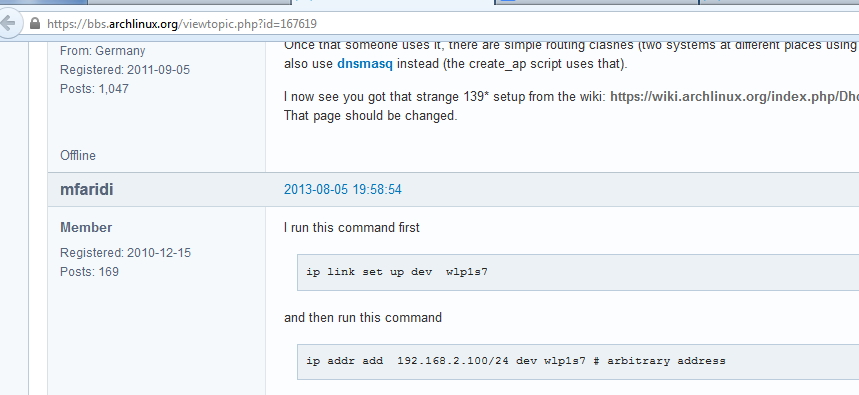 https://bbs.archlinux.org/viewtopic.php?id=167619
From: Germany
Registered: 2011-09-05
Posts: 1,047
Offline
Once that someone uses it, there are simple routing clashes (two systems at different places using
also use dnsmasq instead (the create_ap script uses that).
I now see you got that strange 139* setup from the wiki: https://wiki.archlinux.org/index.php/Dhc
That page should be changed.
mfaridi
2013-08-05 19:58:54
Member
Registered: 2010-12-15
Posts: 169
I run this command first
ip link set up dev  wlp1s7
and then run this command
ip addr add  192.168.2.100/24 dev wlp1s7 # arbitrary address